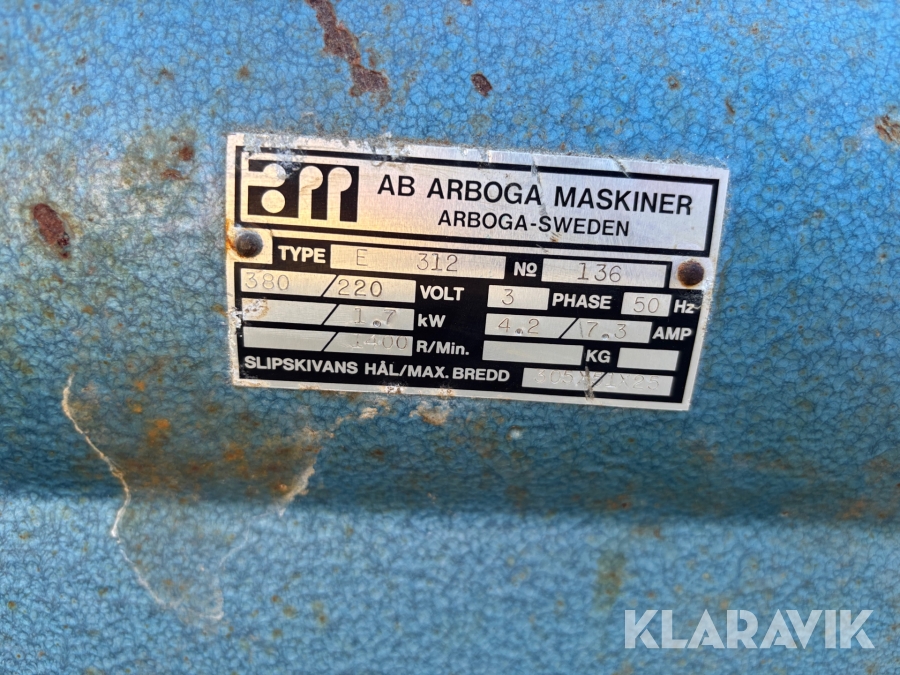 AB ARBOGA MASKINER
ARBOGA-SWEDEN
TYPE E 312 No 136
380 /220 VOLT 3 PHASE 50 Hz
/1.7 kW 4.2 /7.3 AMP
/1400 R/Min. KG
SLIPSKIVANS HÅL/MAX. BREDD
KLARAVIK